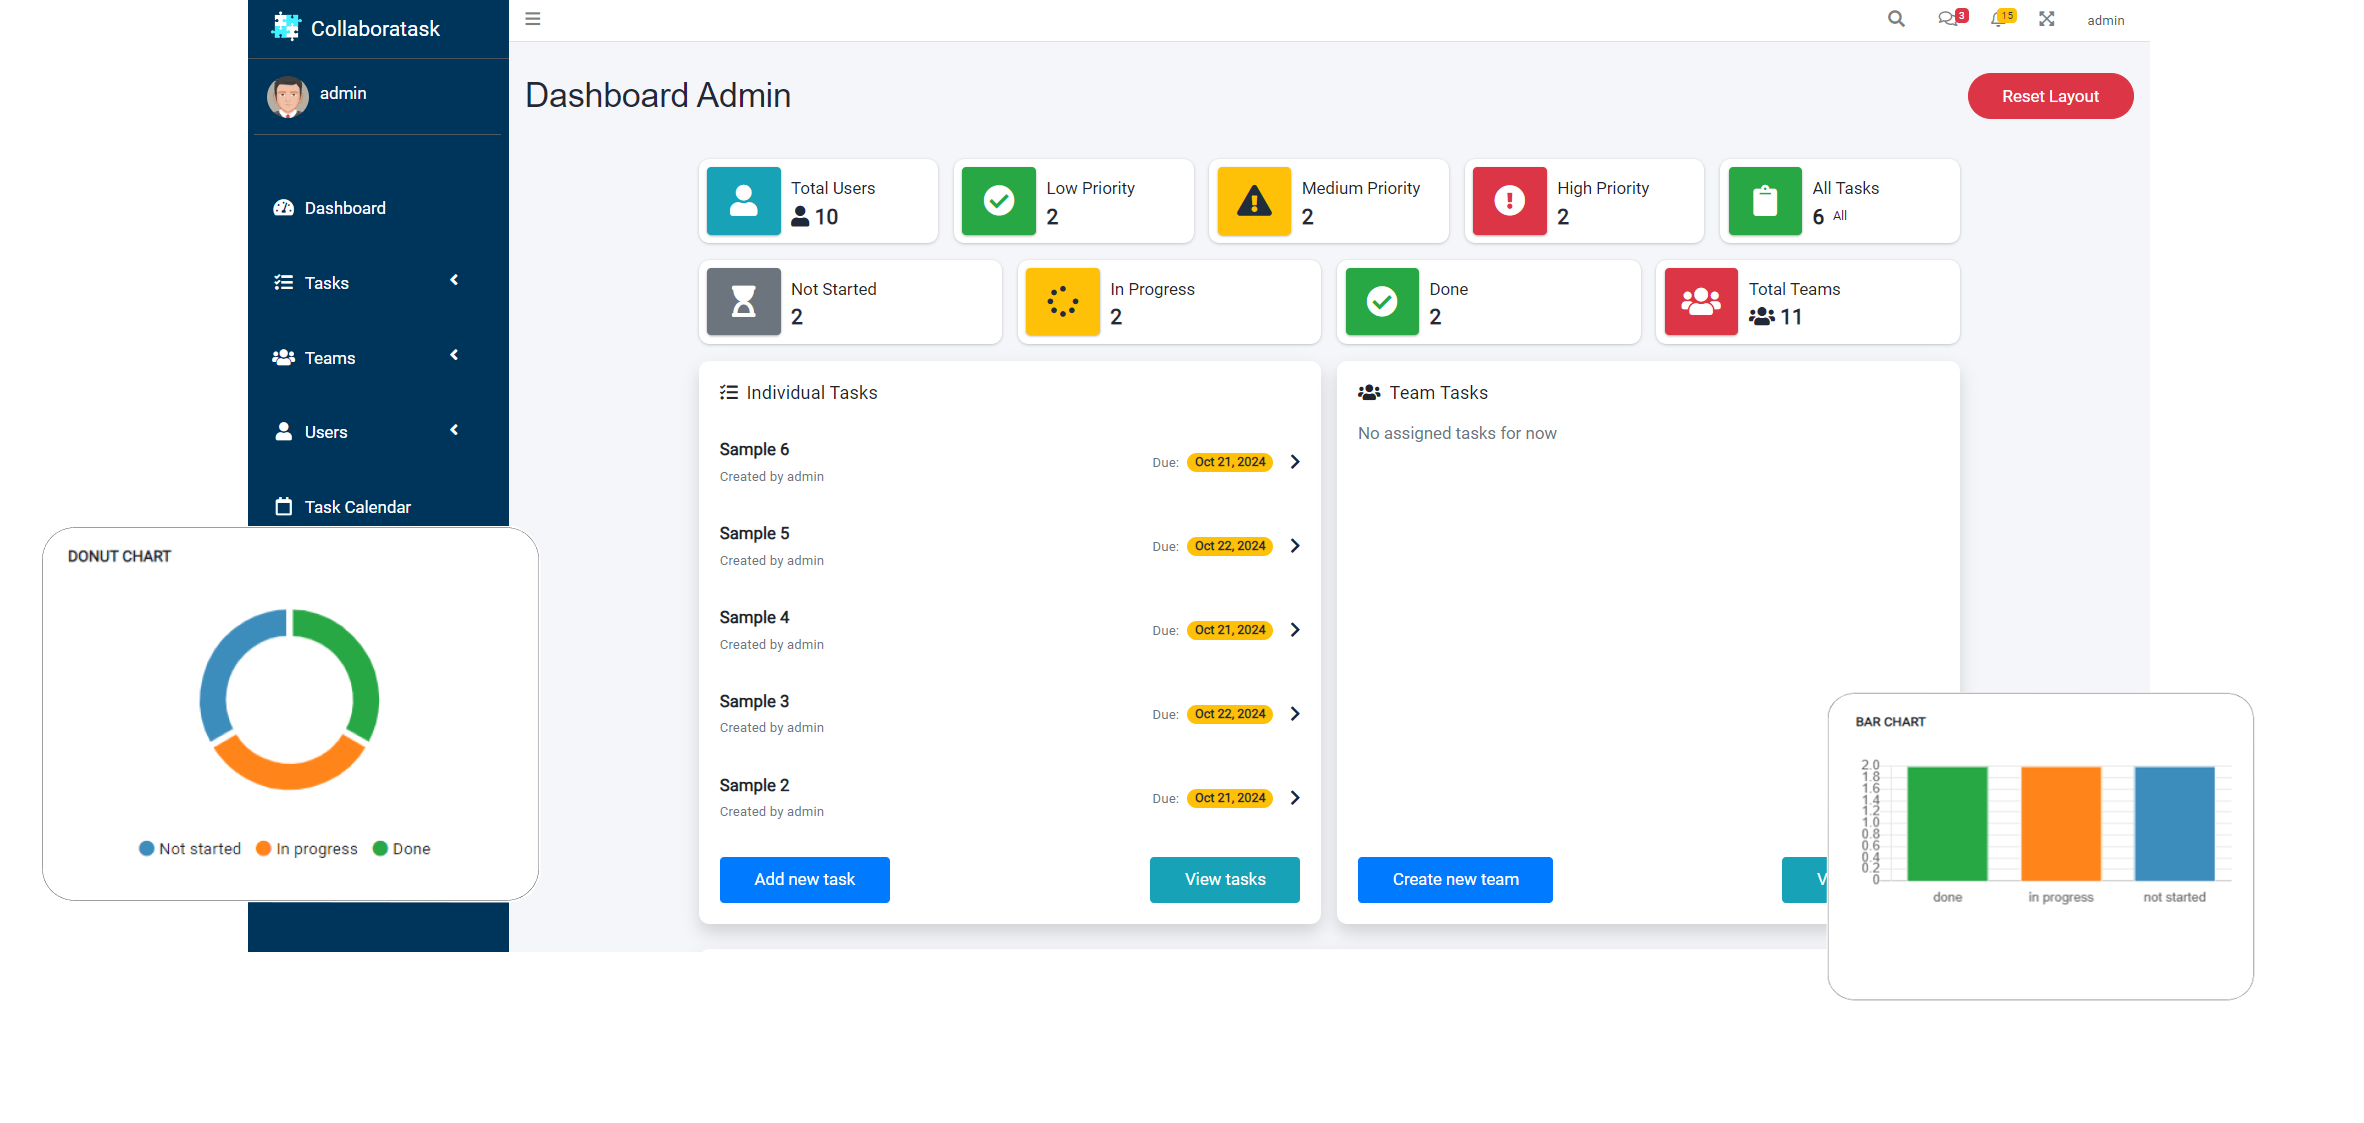 Collaboratask
admin
Dashboard
Tasks
Teams
Users
Task Calendar
3
15
admin
Dashboard Admin
Reset Layout
Total Users
10
Low Priority
2
Medium Priority
2
High Priority
2
All Tasks
6 All
Not Started
2
In Progress
2
Done
2
Total Teams
11
Individual Tasks
Sample 6
Created by admin
Due: Oct 21, 2024
Sample 5
Created by admin
Due: Oct 22, 2024
Sample 4
Created by admin
Due: Oct 21, 2024
Sample 3
Created by admin
Due: Oct 22, 2024
Sample 2
Created by admin
Due: Oct 21, 2024
Add new task
View tasks
Team Tasks
No assigned tasks for now
Create new team
V
DONUT CHART
Not started In progress Done
BAR CHART
2.0
1.8
1.6
1.4
1.2
1.0
0.8
0.6
0.4
0.2
0
done in progress not started